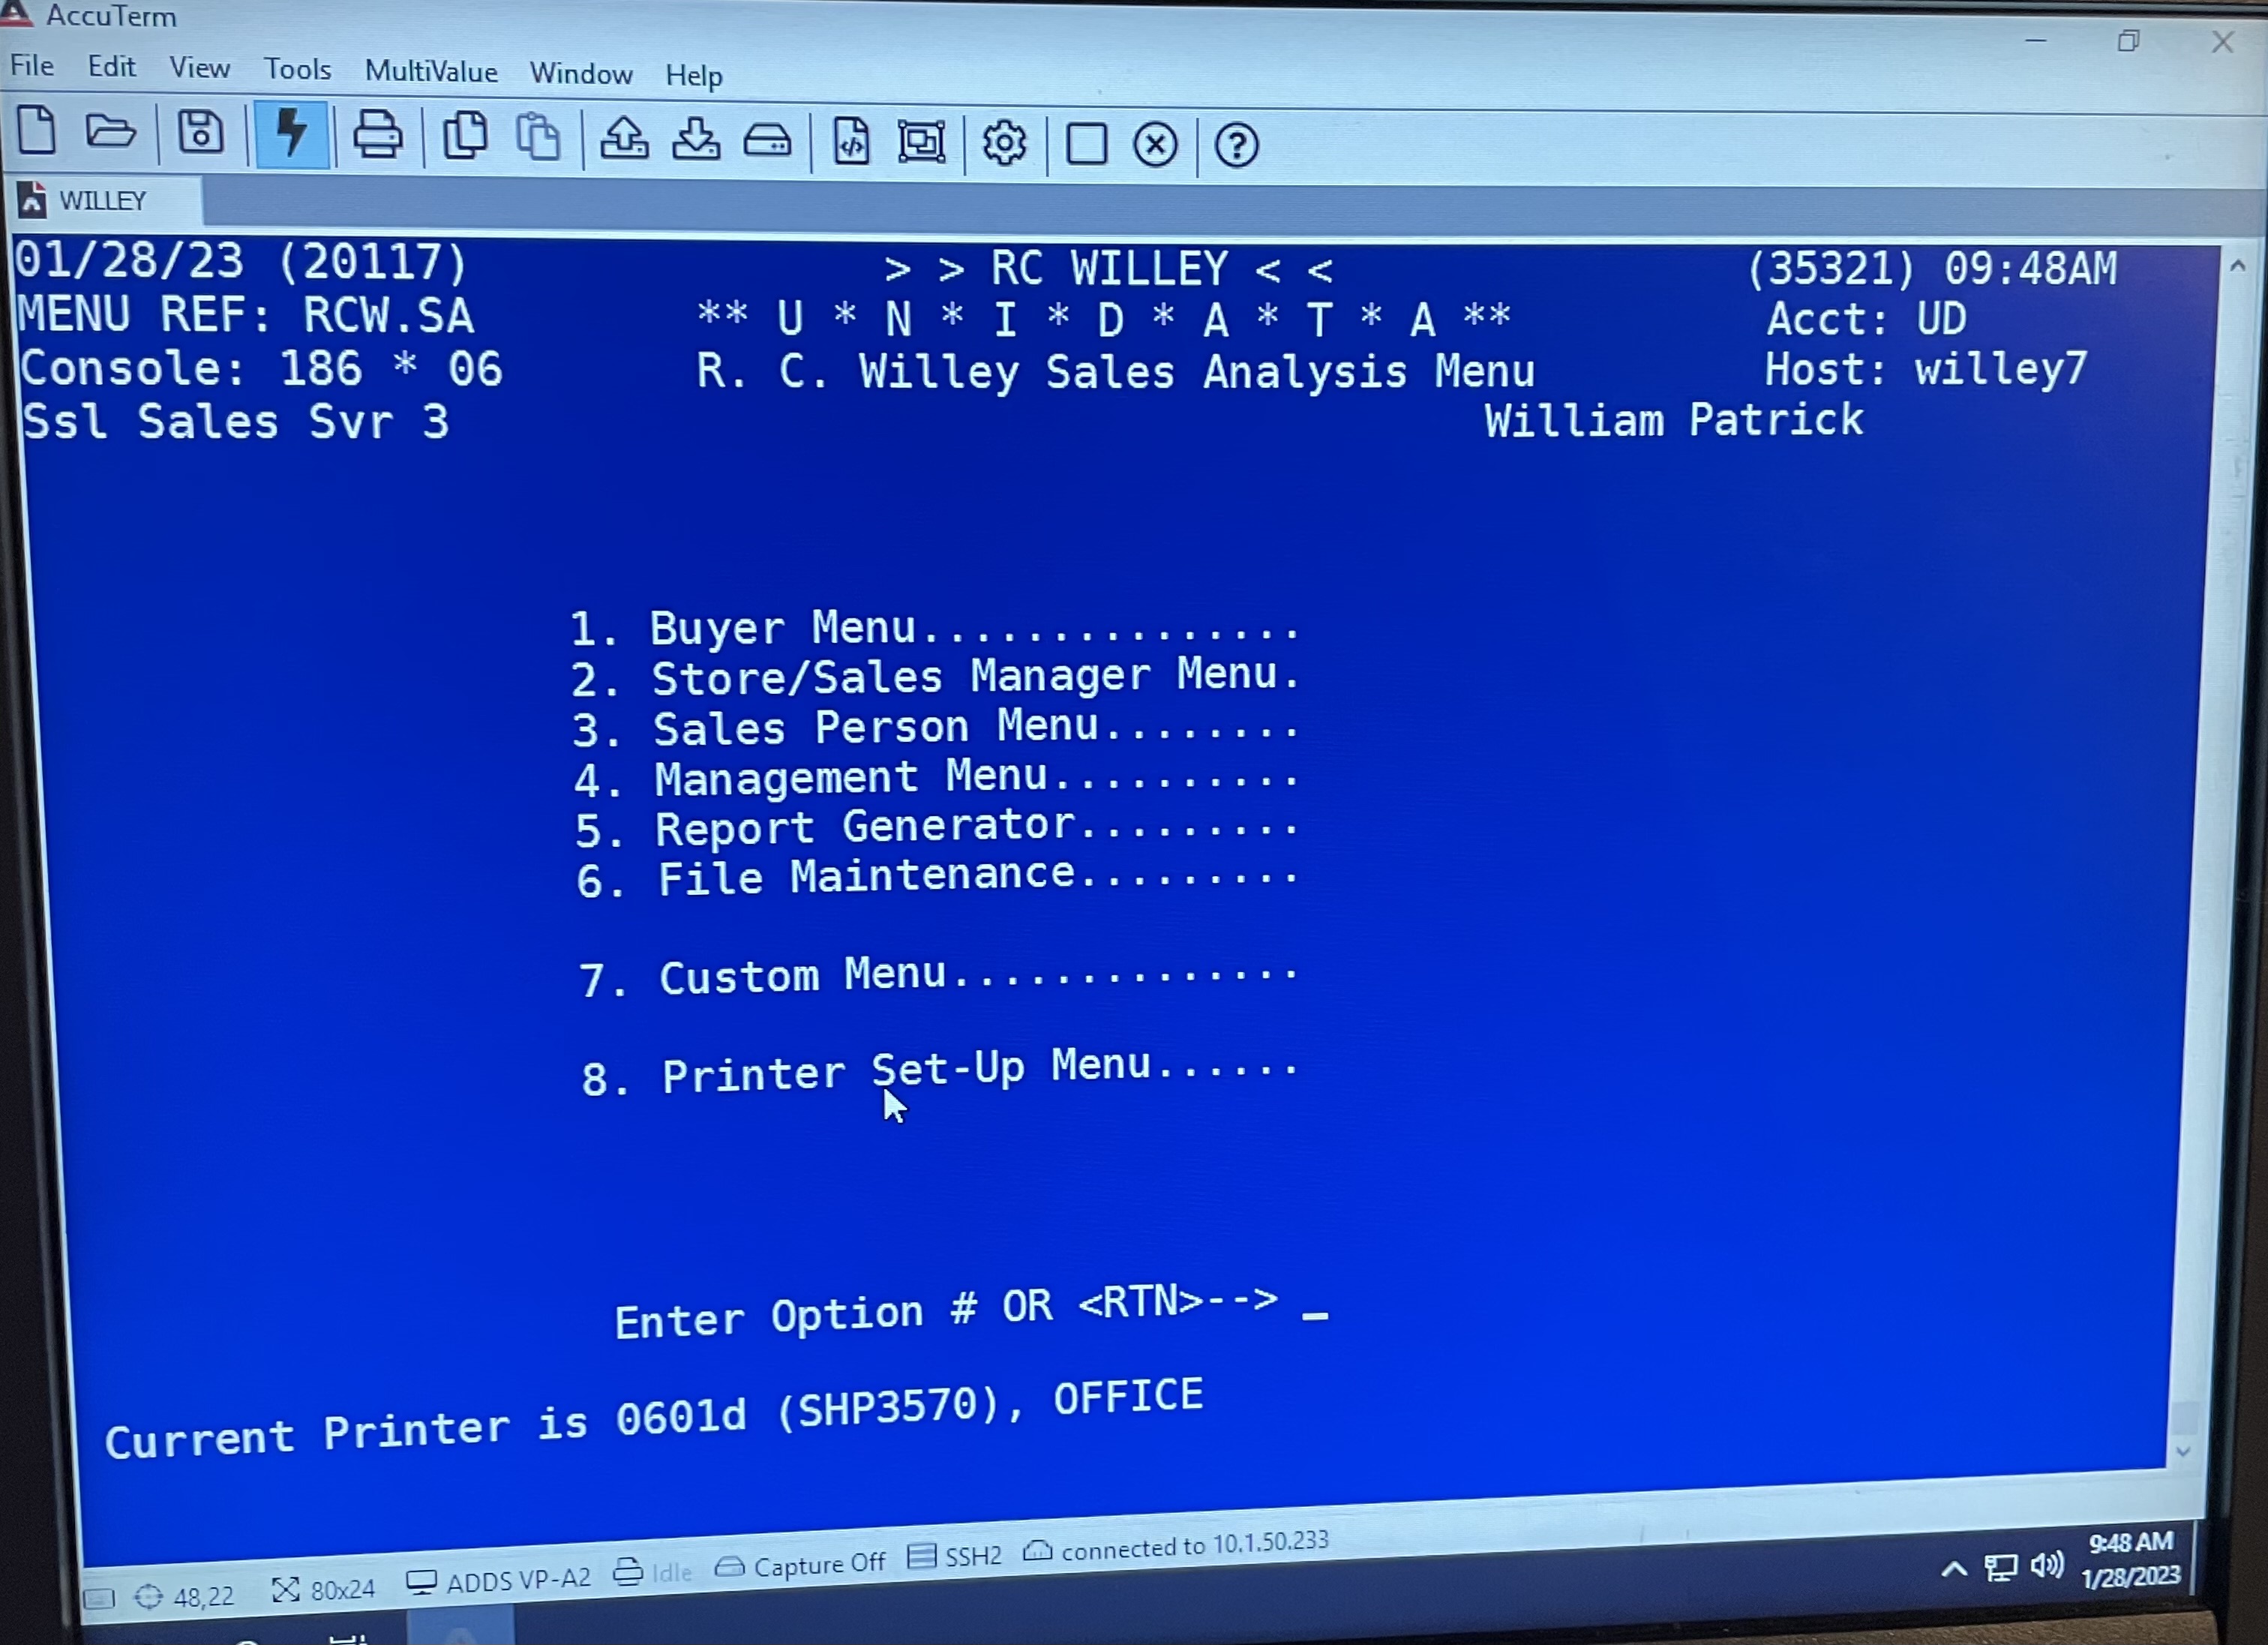 AccuTerm
File Edit View Tools MultiValue Window Help
WILLEY
01/28/23 (20117) > > RC WILLEY < < (35321) 09:48AM
MENU REF: RCW.SA ** U * N * I * D * A * T * A ** Acct: UD
Console: 186 * 06 R. C. Willey Sales Analysis Menu Host: willey7
Ssl Sales Svr 3 William Patrick
1. Buyer Menu...............
2. Store/Sales Manager Menu.
3. Sales Person Menu........
4. Management Menu..........
5. Report Generator.........
6. File Maintenance.........
7. Custom Menu..............
8. Printer Set-Up Menu......
Enter Option # OR <RTN>--> _
Current Printer is 0601d (SHP3570), OFFICE
48,22 80x24 ADDS VP-A2 Idle Capture Off SSH2 connected to 10.1.50.233
9:48 AM
1/28/2023